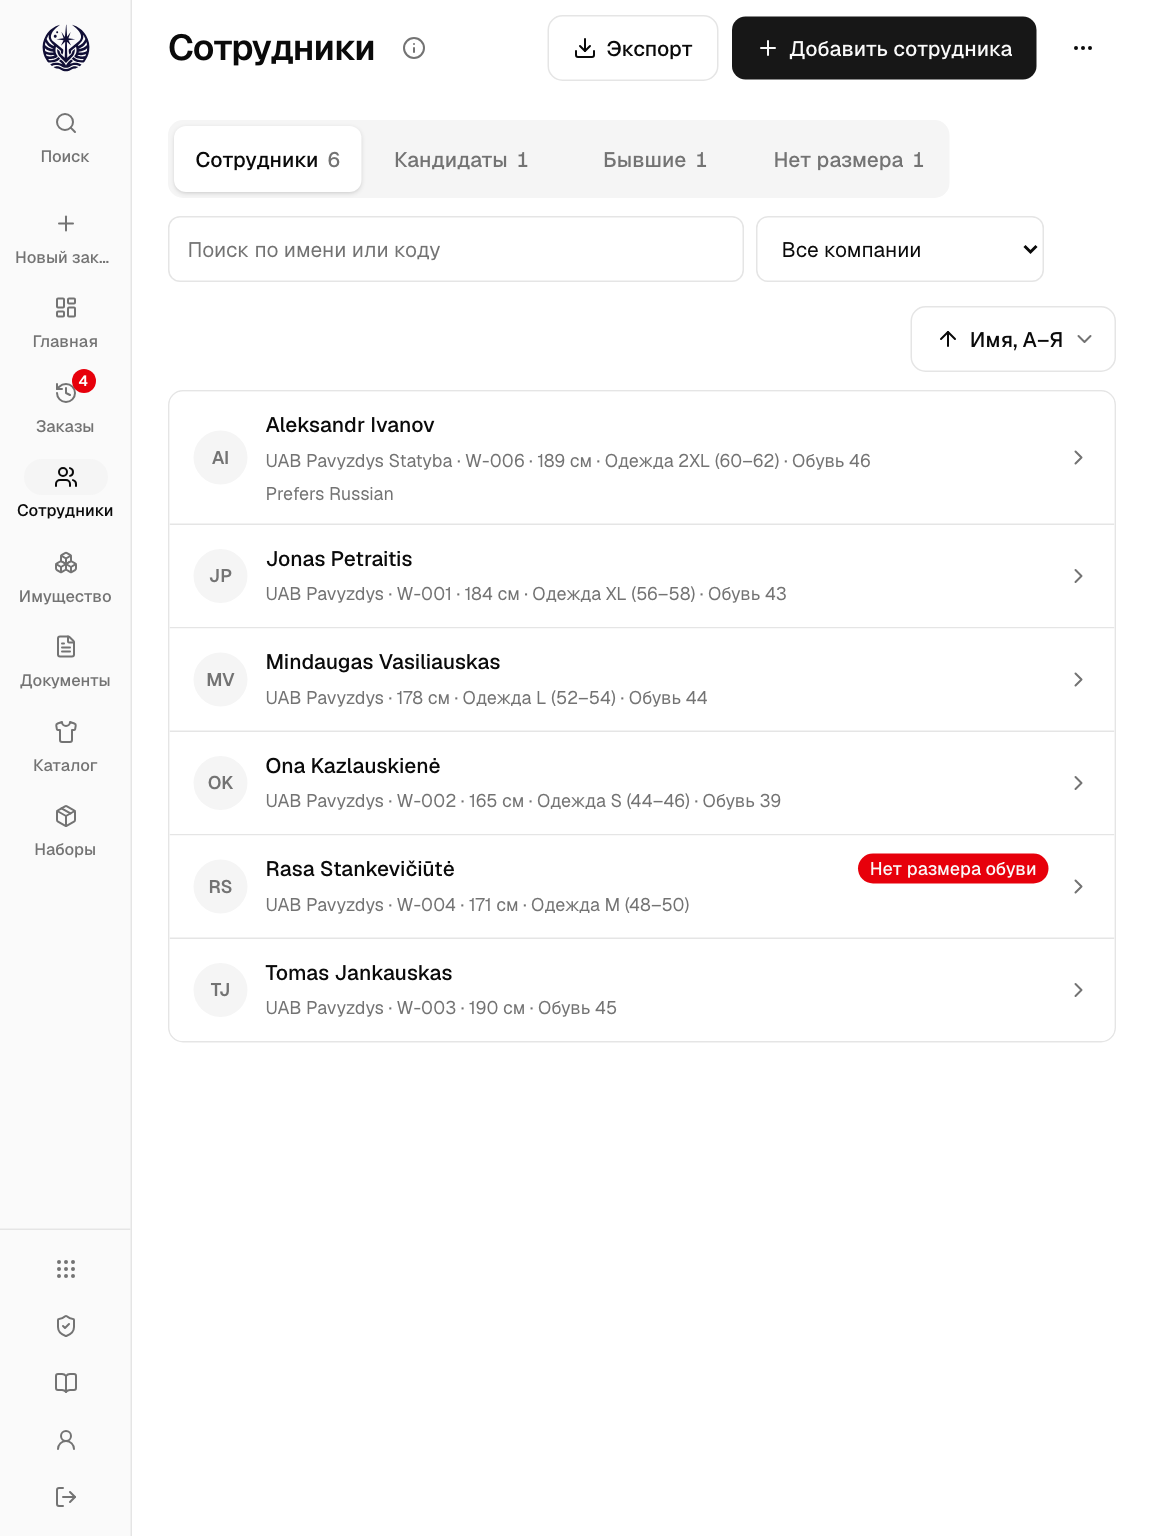 Сотрудники
Экспорт
Добавить сотрудника
Поиск
Новый зак...
Главная
4
Заказы
Сотрудники
Имущество
Документы
Каталог
Наборы
Сотрудники 6
Кандидаты 1
Бывшие 1
Нет размера 1
Поиск по имени или коду
Все компании
Имя, А–Я
AI
Aleksandr Ivanov
UAB Pavyzdys Statyba · W-006 · 189 см · Одежда 2XL (60–62) · Обувь 46
Prefers Russian
JP
Jonas Petraitis
UAB Pavyzdys · W-001 · 184 см · Одежда XL (56–58) · Обувь 43
MV
Mindaugas Vasiliauskas
UAB Pavyzdys · 178 см · Одежда L (52–54) · Обувь 44
OK
Ona Kazlauskienė
UAB Pavyzdys · W-002 · 165 см · Одежда S (44–46) · Обувь 39
RS
Rasa Stankevičiūtė
Нет размера обуви
UAB Pavyzdys · W-004 · 171 см · Одежда M (48–50)
TJ
Tomas Jankauskas
UAB Pavyzdys · W-003 · 190 см · Обувь 45